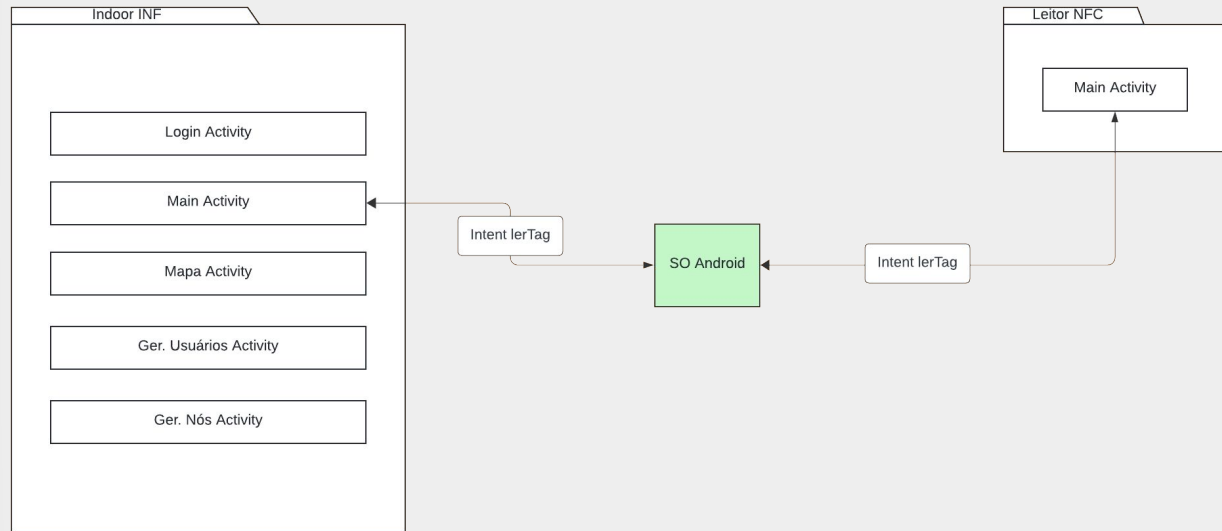 Indoor INF
Login Activity
Main Activity
Mapa Activity
Ger. Usuários Activity
Ger. Nós Activity
Intent lerTag
SO Android
Intent lerTag
Leitor NFC
Main Activity